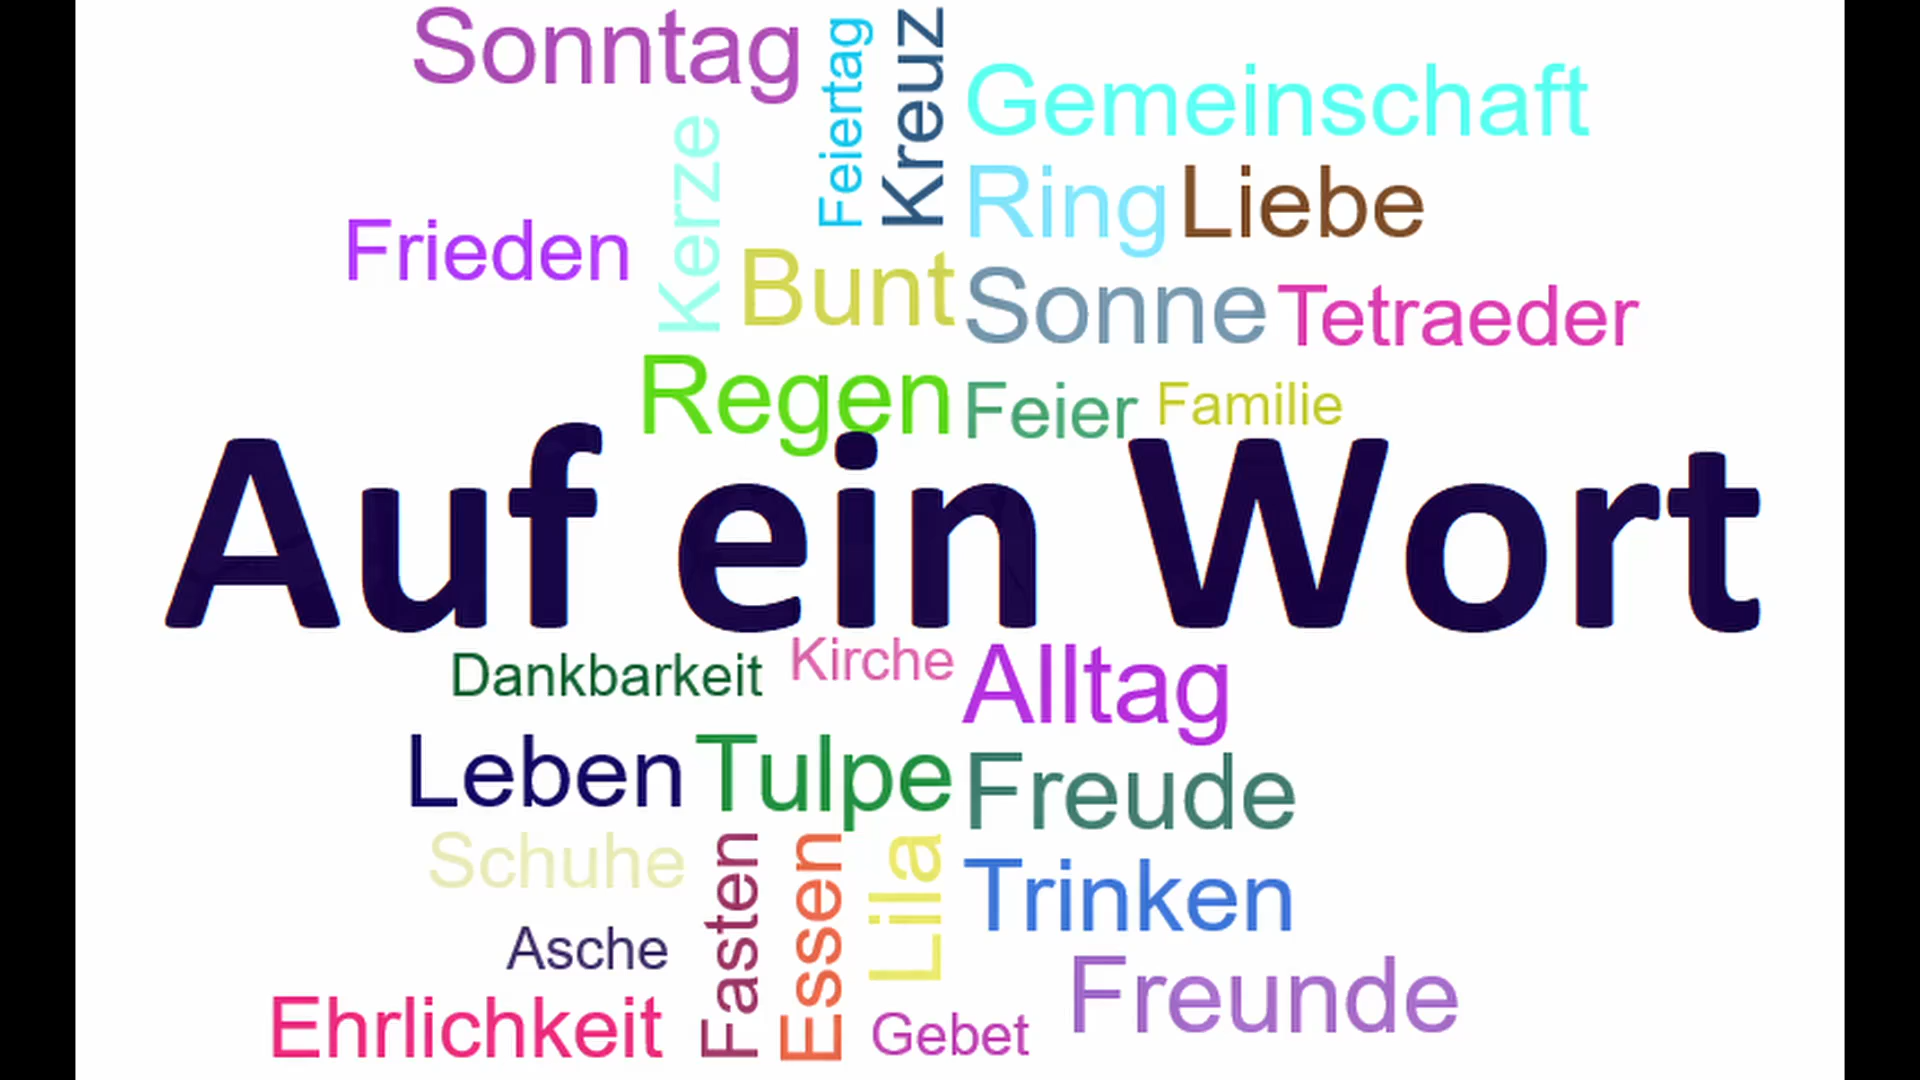 Sonntag
Feiertag
Kreuz
Gemeinschaft
Kerze
Ring Liebe
Frieden
Bunt Sonne Tetraeder
Regen Feier Familie
Auf ein Wort
Dankbarkeit Kirche Alltag
Leben Tulpe Freude
Schuhe
Fasten
Essen
Lila
Trinken
Asche
Freunde
Ehrlichkeit
Gebet